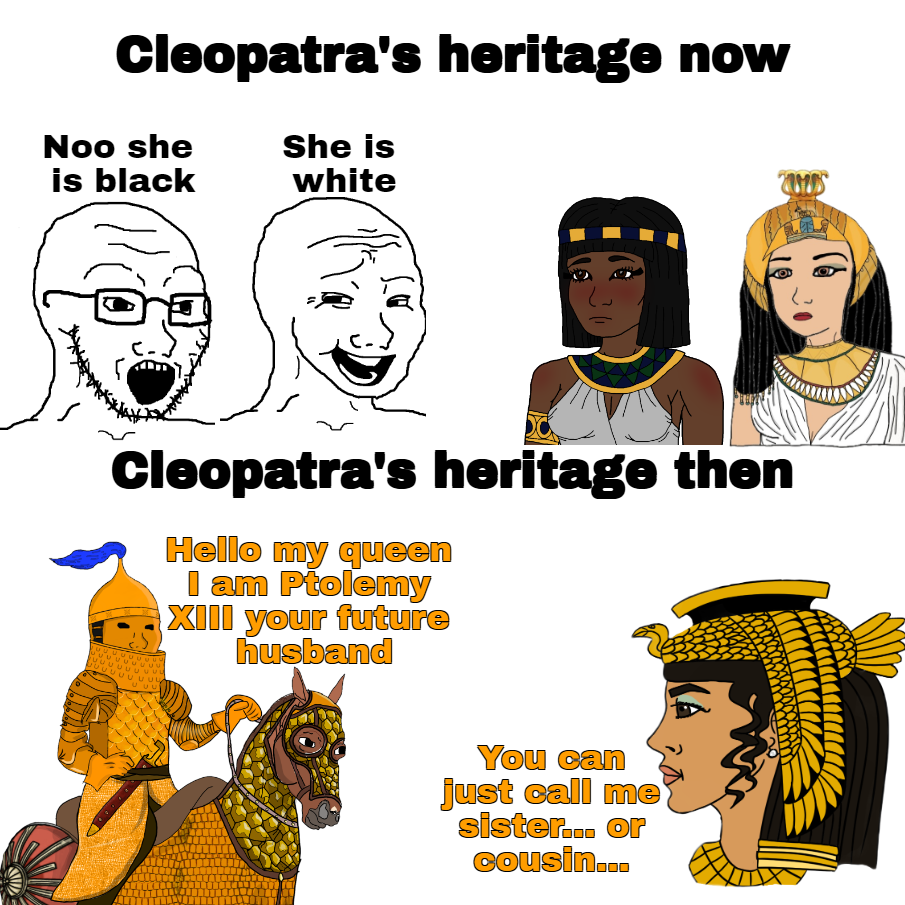 Cleopatra's heritage now
Noo she
is black
She is
white
Cleopatra's heritage then
Hello my queen
I am Ptolemy
XIII your future
husband
You can
just call me
sister... or
cousin...